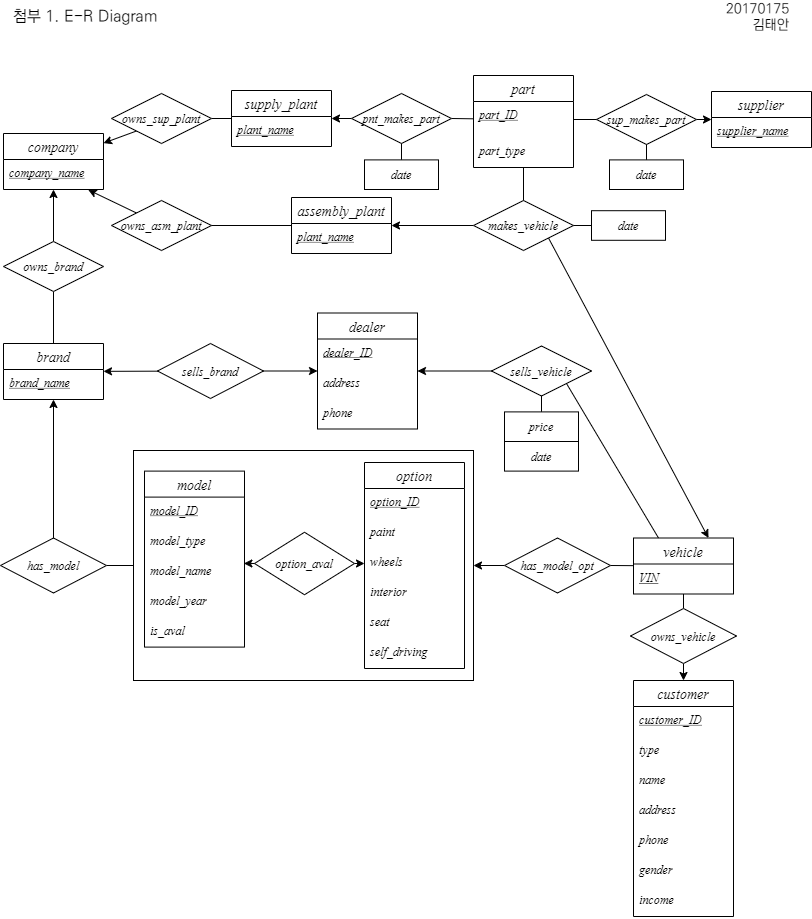 첨부 1. E-R Diagram
20170175
김태안
part
part_ID
part_type
supply_plant
plant_name
supplier
supplier_name
owns_sup_plant
pnt_makes_part
sup_makes_part
company
company_name
date
date
assembly_plant
plant_name
owns_asm_plant
makes_vehicle
date
owns_brand
dealer
dealer_ID
address
phone
brand
brand_name
sells_brand
sells_vehicle
price
date
model
model_ID
model_type
model_name
model_year
is_aval
option
option_ID
paint
wheels
interior
seat
self_driving
has_model
option_aval
has_model_opt
vehicle
VIN
owns_vehicle
customer
customer_ID
type
name
address
phone
gender
income